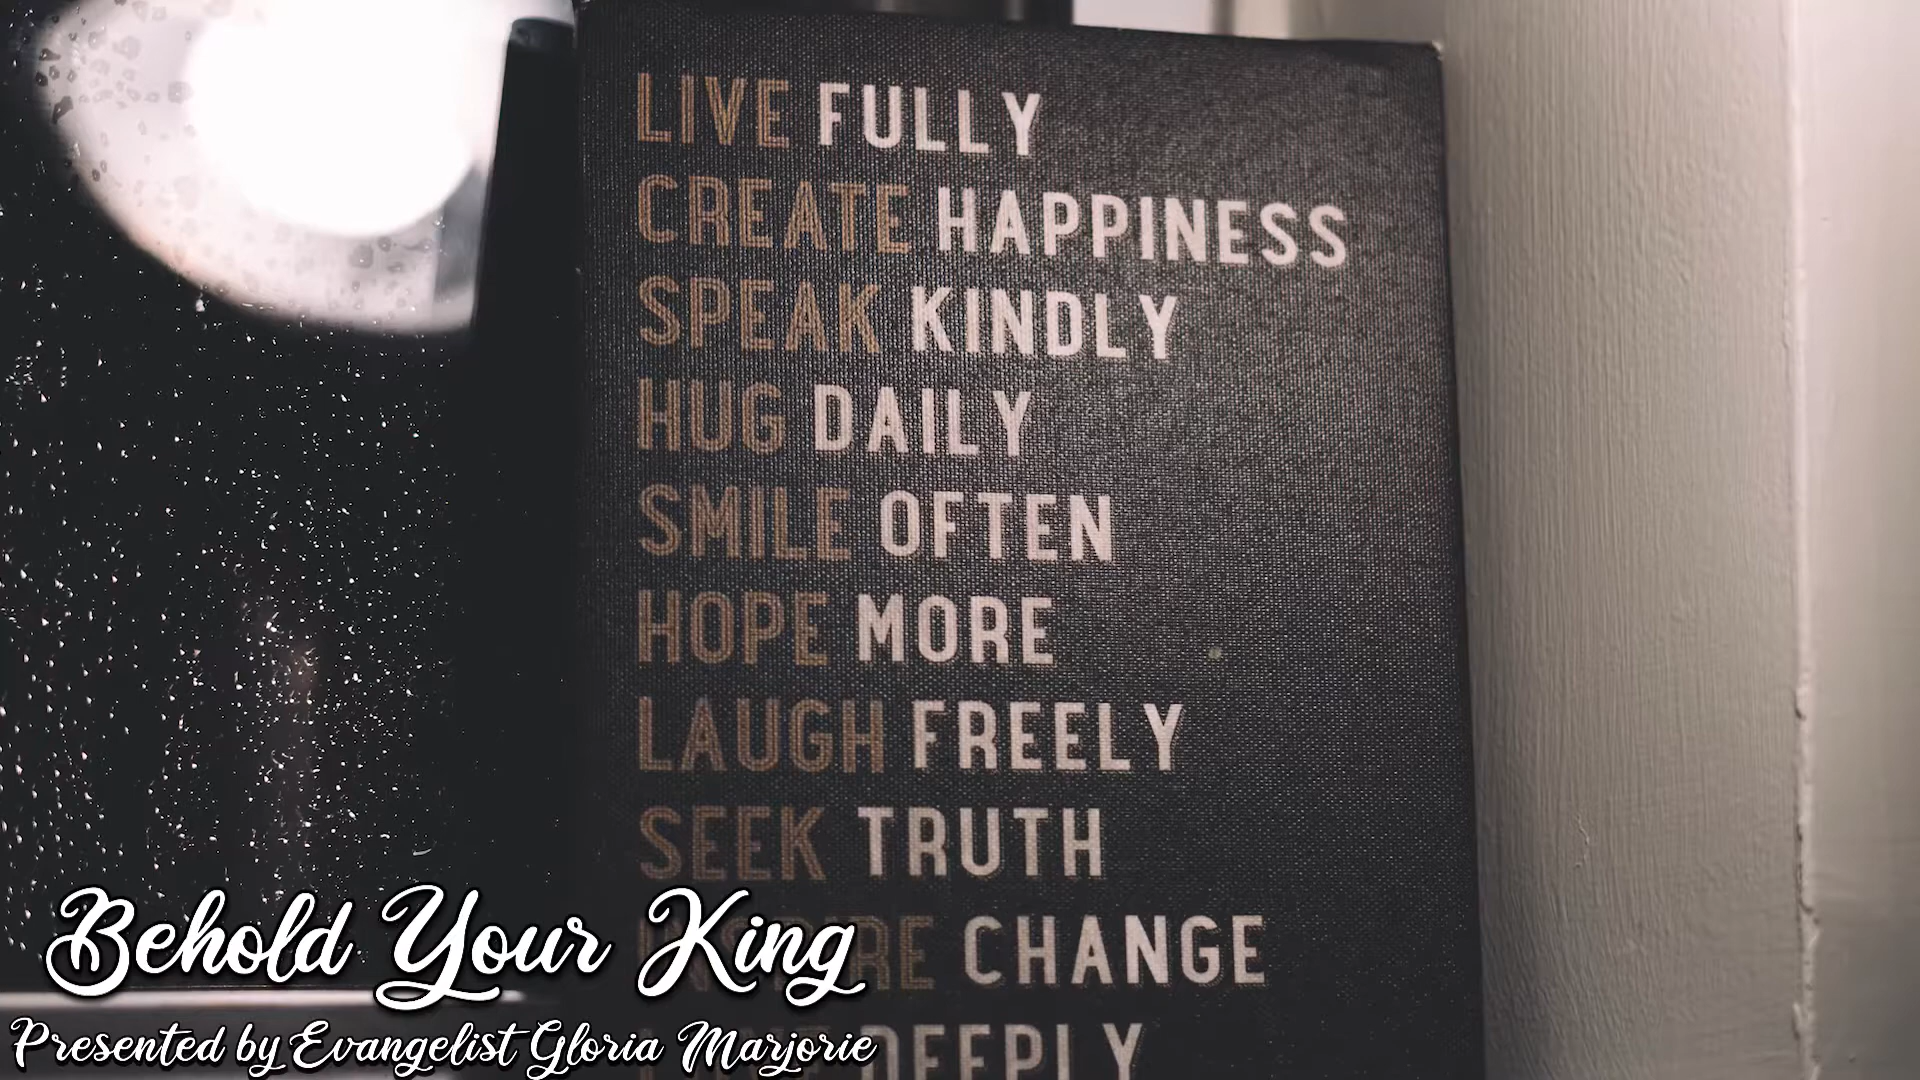 LIVE FULLY
CREATE HAPPINESS
SPEAK KINDLY
HUG DAILY
SMILE OFTEN
HOPE MORE
LAUGH FREELY
SEEK TRUTH
CHANGE
DEEPLY
Behold Your King
Presented by Evangelist Gloria Marjorie